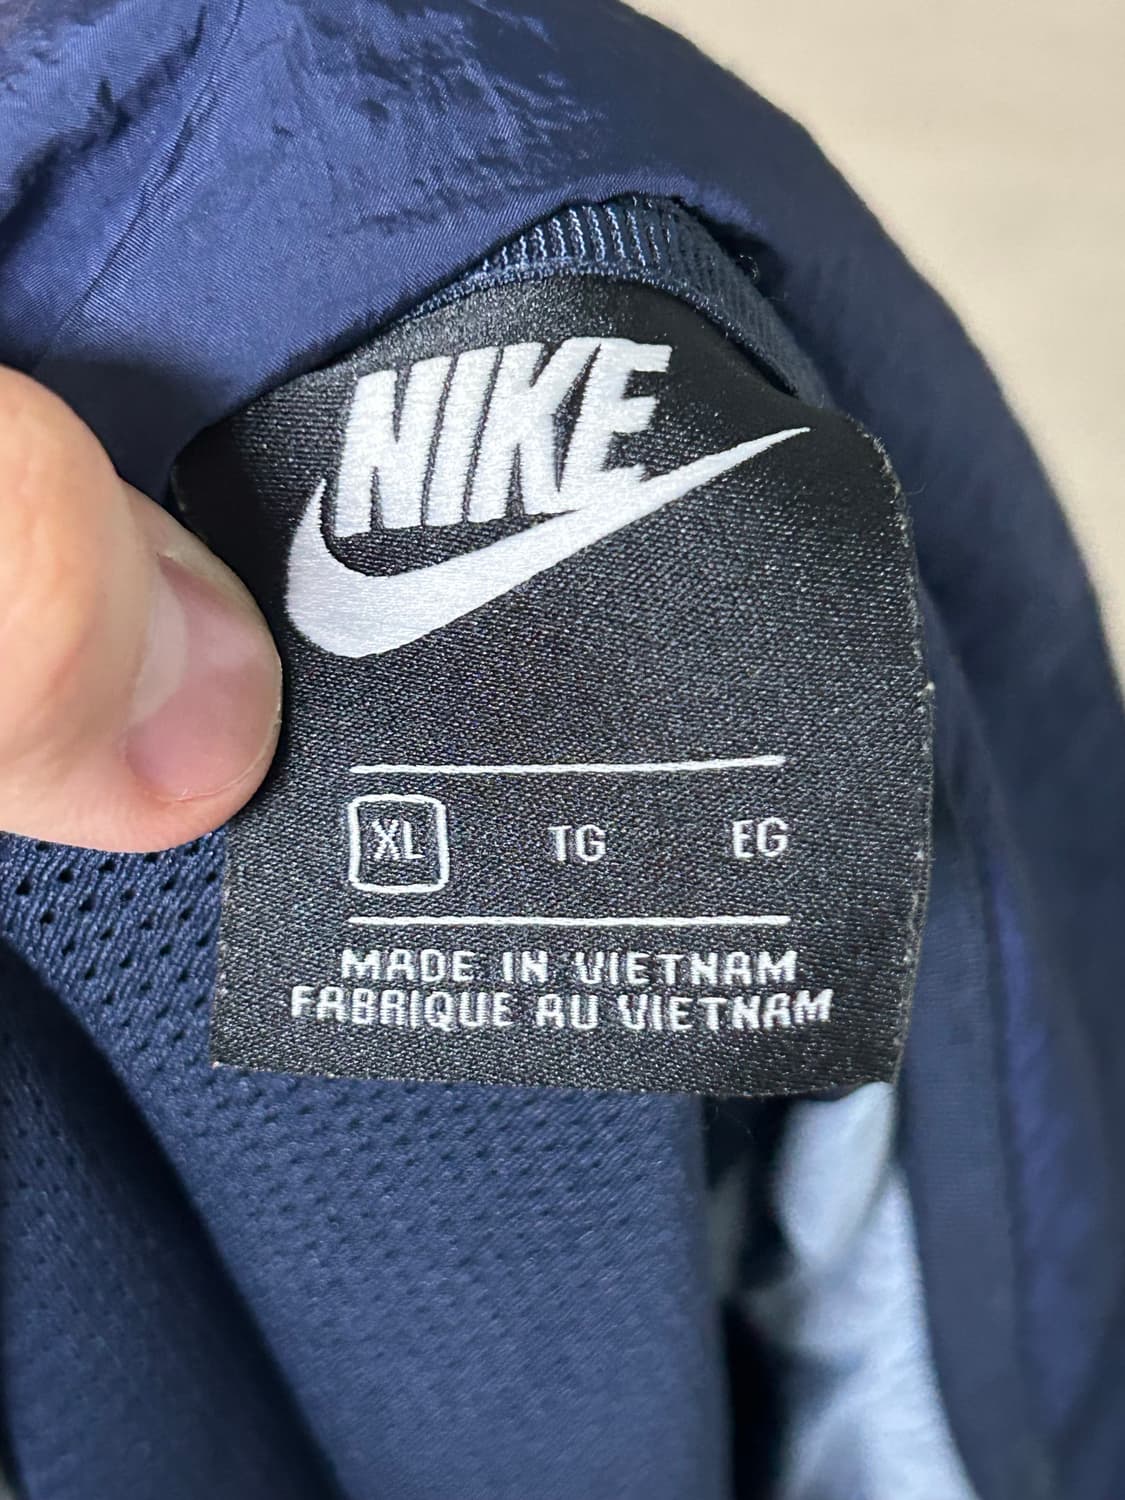 NIKE
XL TG EG
MADE IN VIETNAM
FABRIQUE AU VIETNAM